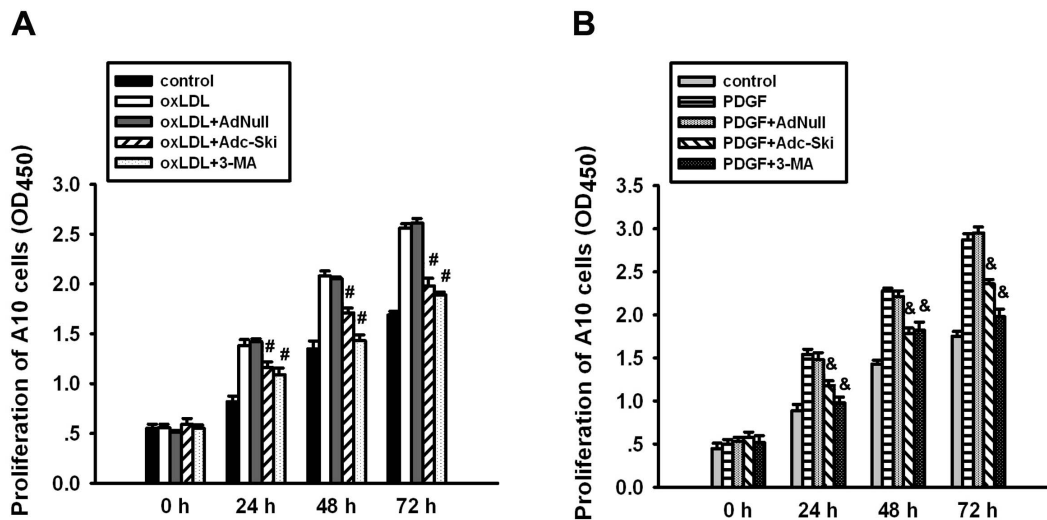 A
control
oxLDL
oxLDL+AdNull
oxLDL+Adc-Ski
oxLDL+3-MA
Proliferation of A10 cells (OD450)
3.0
2.5
2.0
1.5
1.0
.5
0.0
# #
# #
# #
0 h 24 h 48 h 72 h
B
control
PDGF
PDGF+AdNull
PDGF+Adc-Ski
PDGF+3-MA
Proliferation of A10 cells (OD450)
3.5
3.0
2.5
2.0
1.5
1.0
.5
0.0
& &
& &
& &
0 h 24 h 48 h 72 h